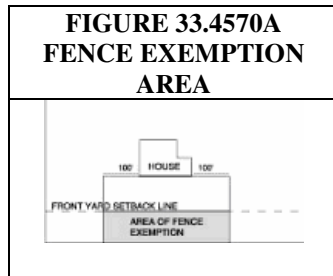 FIGURE 33.4570A
FENCE EXEMPTION
AREA
100' HOUSE 100'
FRONT YARD SETBACK LINE
AREA OF FENCE
EXEMPTION